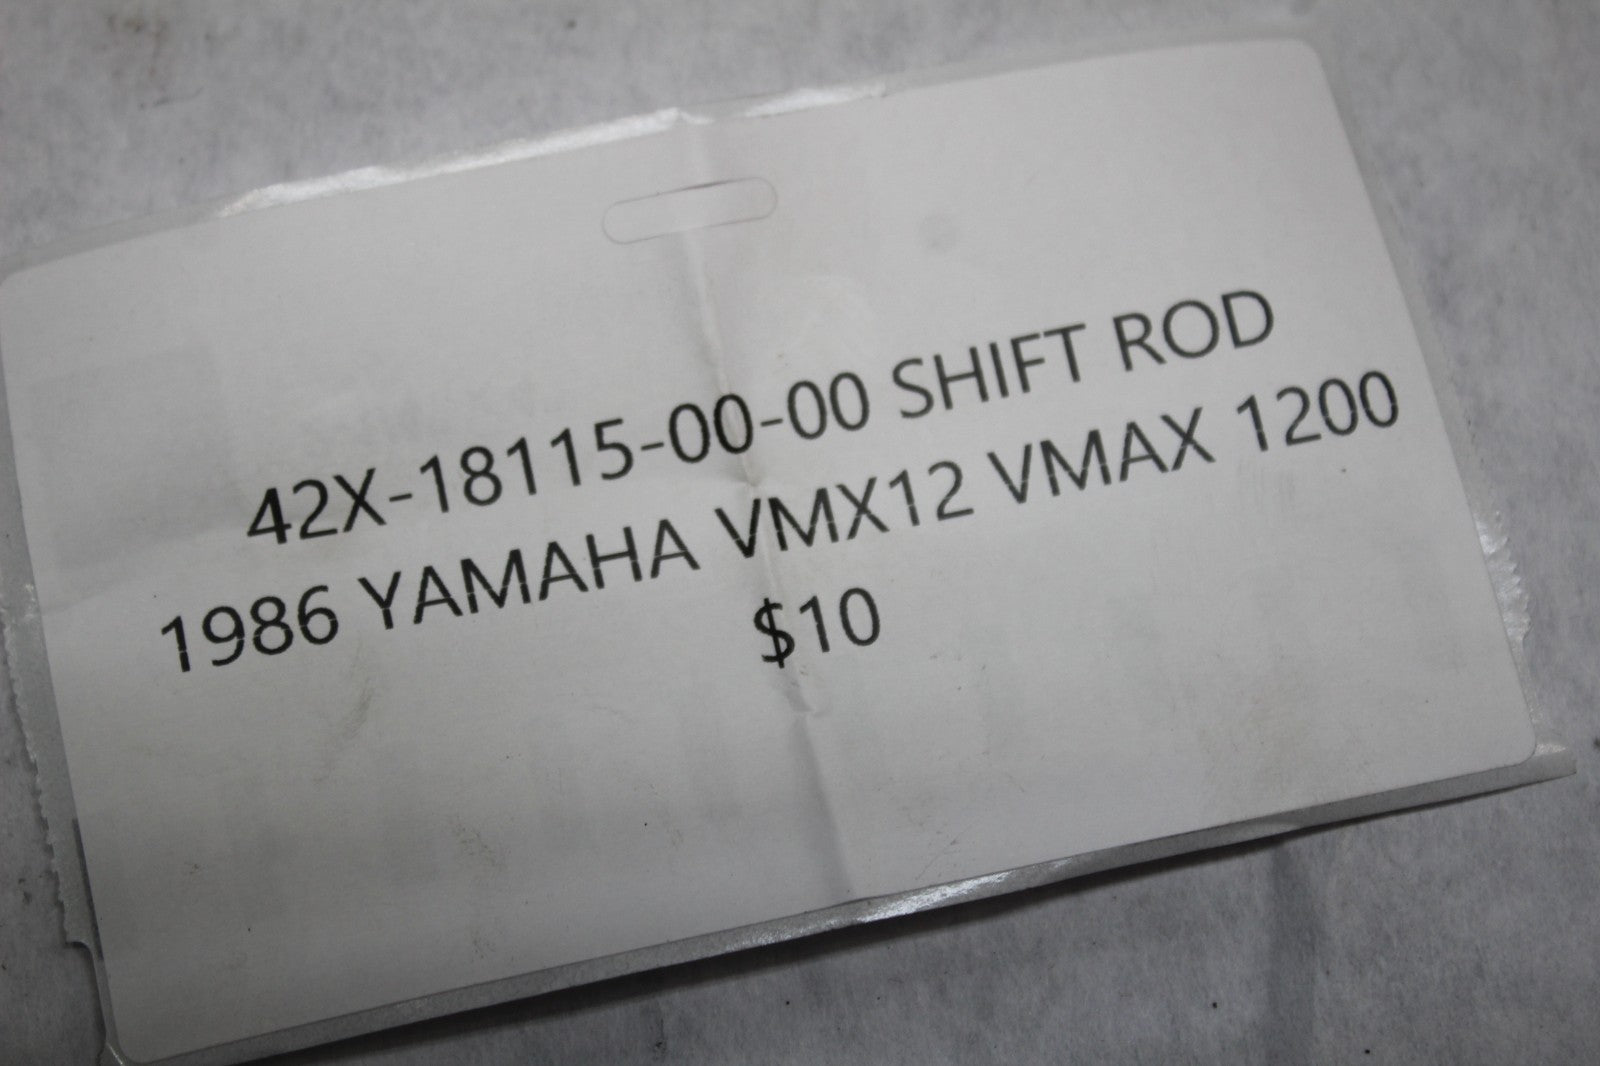 42X-18115-00-00 SHIFT ROD
1986 YAMAHA VMX12 VMAX 1200
$10